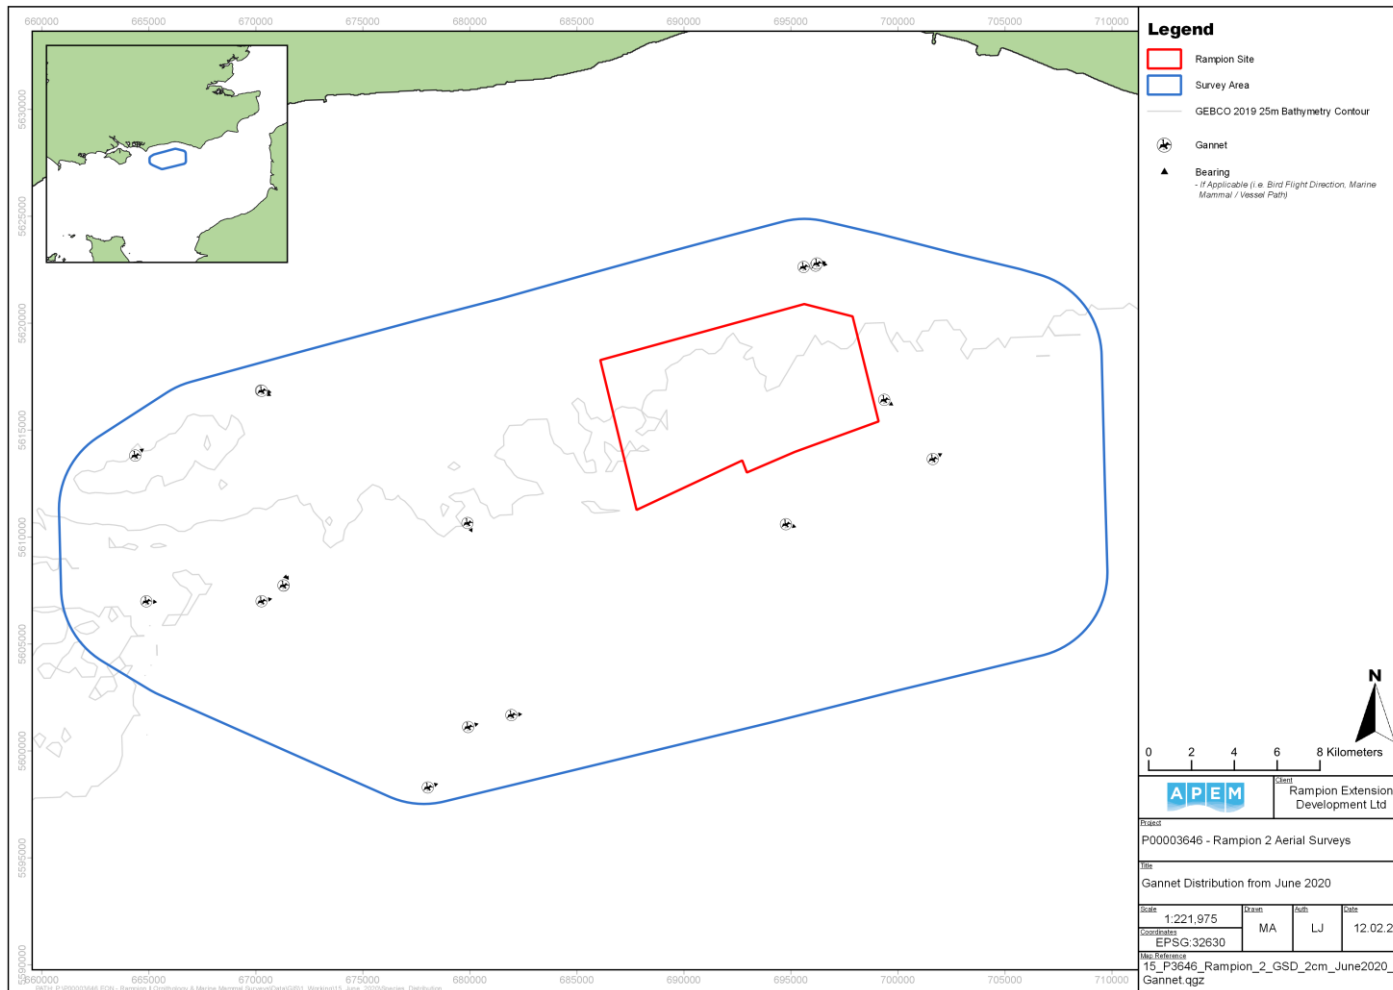 660000 665000 670000 675000 680000 685000 690000 695000 700000 705000 710000
5630000
5625000
5620000
5615000
5610000
5605000
5600000
5595000
5590000
660000 665000 670000 675000 680000 685000 690000 695000 700000 705000 710000
Legend
Rampion Site
Survey Area
GEBCO 2019 25m Bathymetry Contour
Gannet
Bearing
- If Applicable (i.e. Bird Flight Direction, Marine
Mammal / Vessel Path)
N
0 2 4 6 8 Kilometers
APEM
Client
Rampion Extension
Development Ltd
Project
P00003646 - Rampion 2 Aerial Surveys
Title
Gannet Distribution from June 2020
Scale
1:221,975
Coordinates
EPSG:32630
Drawn
MA
Auth
LJ
Date
12.02.2
Map Reference
15_P3646_Rampion_2_GSD_2cm_June2020_
Gannet.qgz